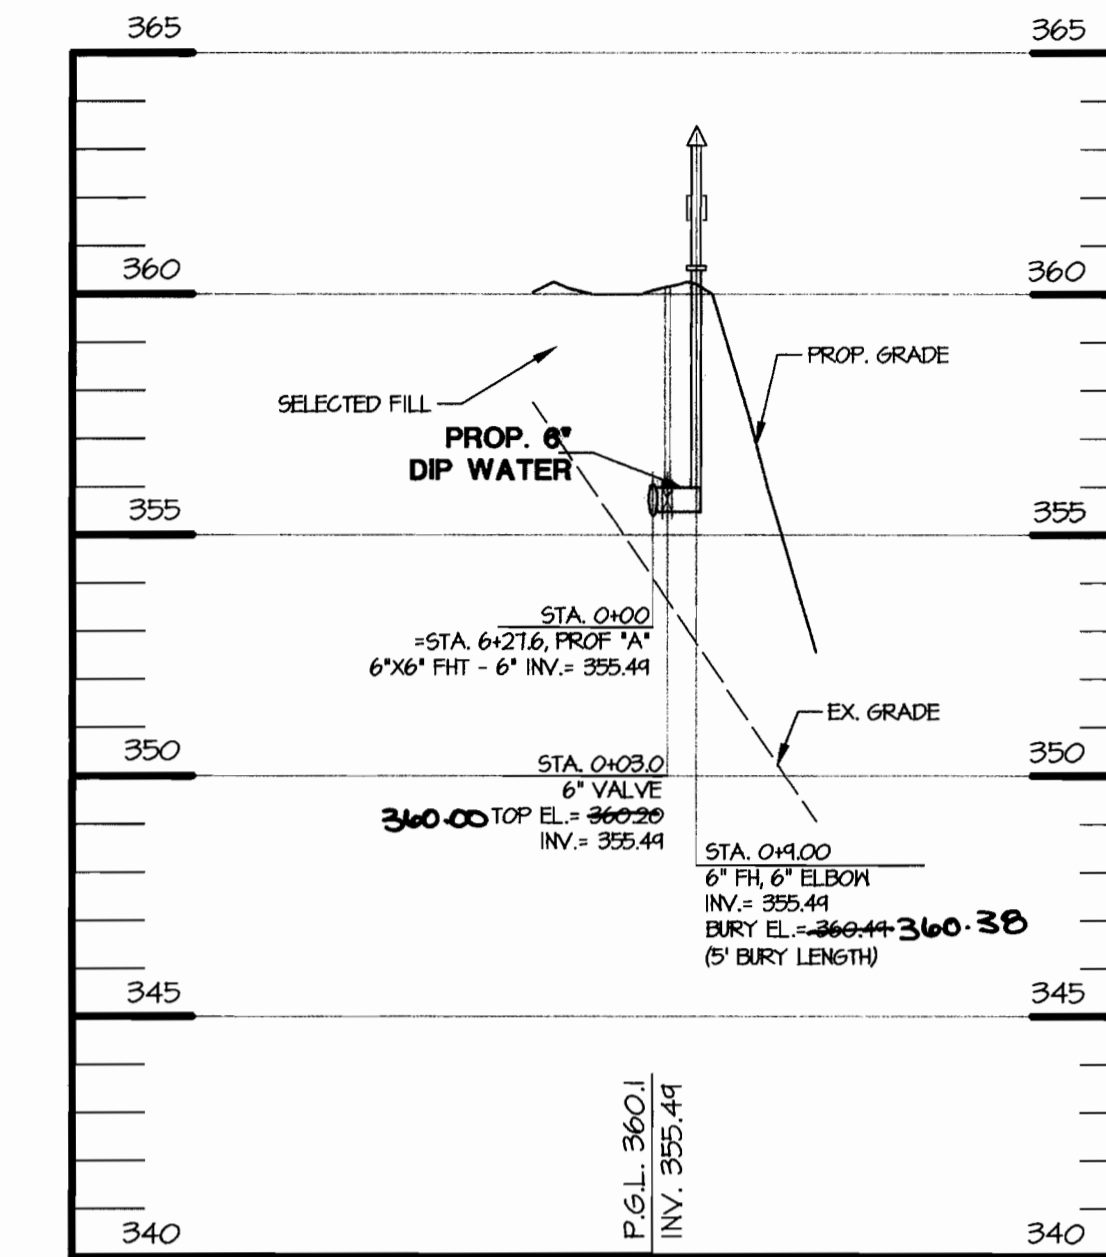 365 365
360 360
PROP. GRADE
SELECTED FILL
PROP. 6"
DIP WATER
355 355
STA. 0+00
=STA. 6+27.6, PROF "A"
6"X6" FHT - 6" INV.= 355.49
EX. GRADE
350 350
STA. 0+03.0
6" VALVE
360.00 TOP EL.= 360.20
INV.= 355.49
STA. 0+9.00
6" FH, 6" ELBOW
INV.= 355.49
BURY EL.= 360.49 360.38
(5' BURY LENGTH)
345 345
P.G.L. 360.1
INV. 355.49
340 340